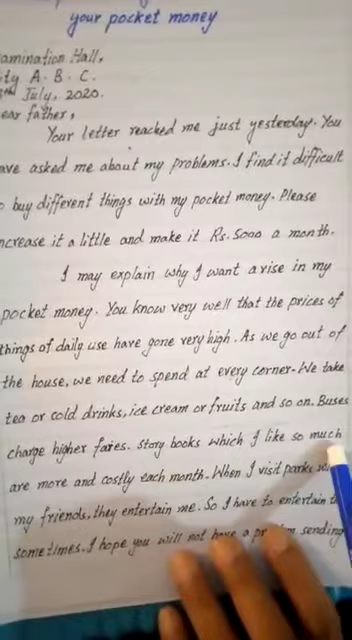 your pocket money
amination Hall,
ity A. B. C.
th July, 2020.
ear father,
Your letter reached me just yesterday. You
ave asked me about my problems. I find it difficult
o buy different things with my pocket money. Please
ncrease it a little and make it Rs. 5000 a month.
I may explain why I want a rise in my
pocket money. You know very well that the prices of
things of daily use have gone very high. As we go out of
the house, we need to spend at every corner. We take
tea or cold drinks, ice cream or fruits and so on. Buses
charge higher fares. Story books which I like so much
are more and costly each month. When I visit parks
my friends, they entertain me. So I have to entertain
sometimes. I hope you will not have a sending